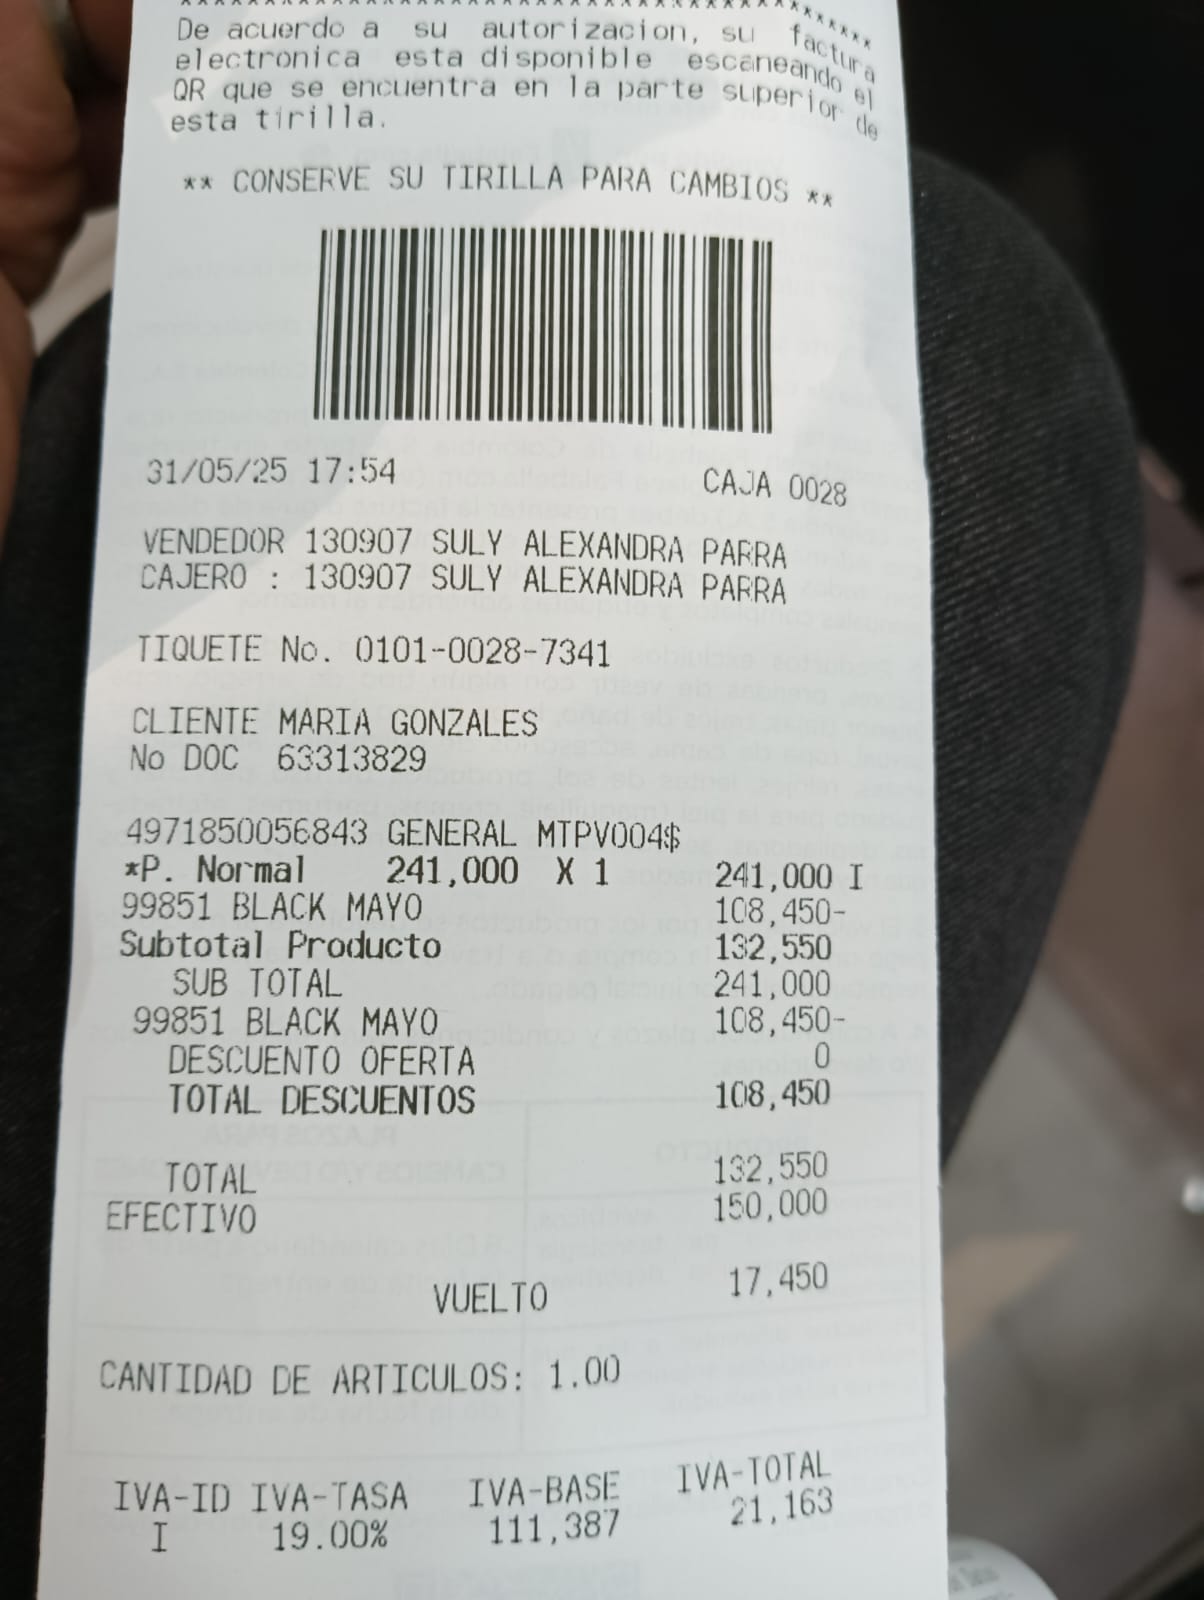 De acuerdo a su autorizacion, su factura
electronica esta disponible escaneando el
QR que se encuentra en la parte superior de
esta tirilla.
** CONSERVE SU TIRILLA PARA CAMBIOS **
31/05/25 17:54 CAJA 0028
VENDEDOR 130907 SULY ALEXANDRA PARRA
CAJERO : 130907 SULY ALEXANDRA PARRA
TIQUETE No. 0101-0028-7341
CLIENTE MARIA GONZALES
No DOC 63313829
4971850056843 GENERAL MTPV004$
*P. Normal 241,000 X 1 241,000 I
99851 BLACK MAYO 108,450-
Subtotal Producto 132,550
SUB TOTAL 241,000
99851 BLACK MAYO 108,450-
DESCUENTO OFERTA 0
TOTAL DESCUENTOS 108,450
TOTAL 132,550
EFECTIVO 150,000
VUELTO 17,450
CANTIDAD DE ARTICULOS: 1.00
IVA-ID IVA-TASA IVA-BASE IVA-TOTAL
I 19.00% 111,387 21,163